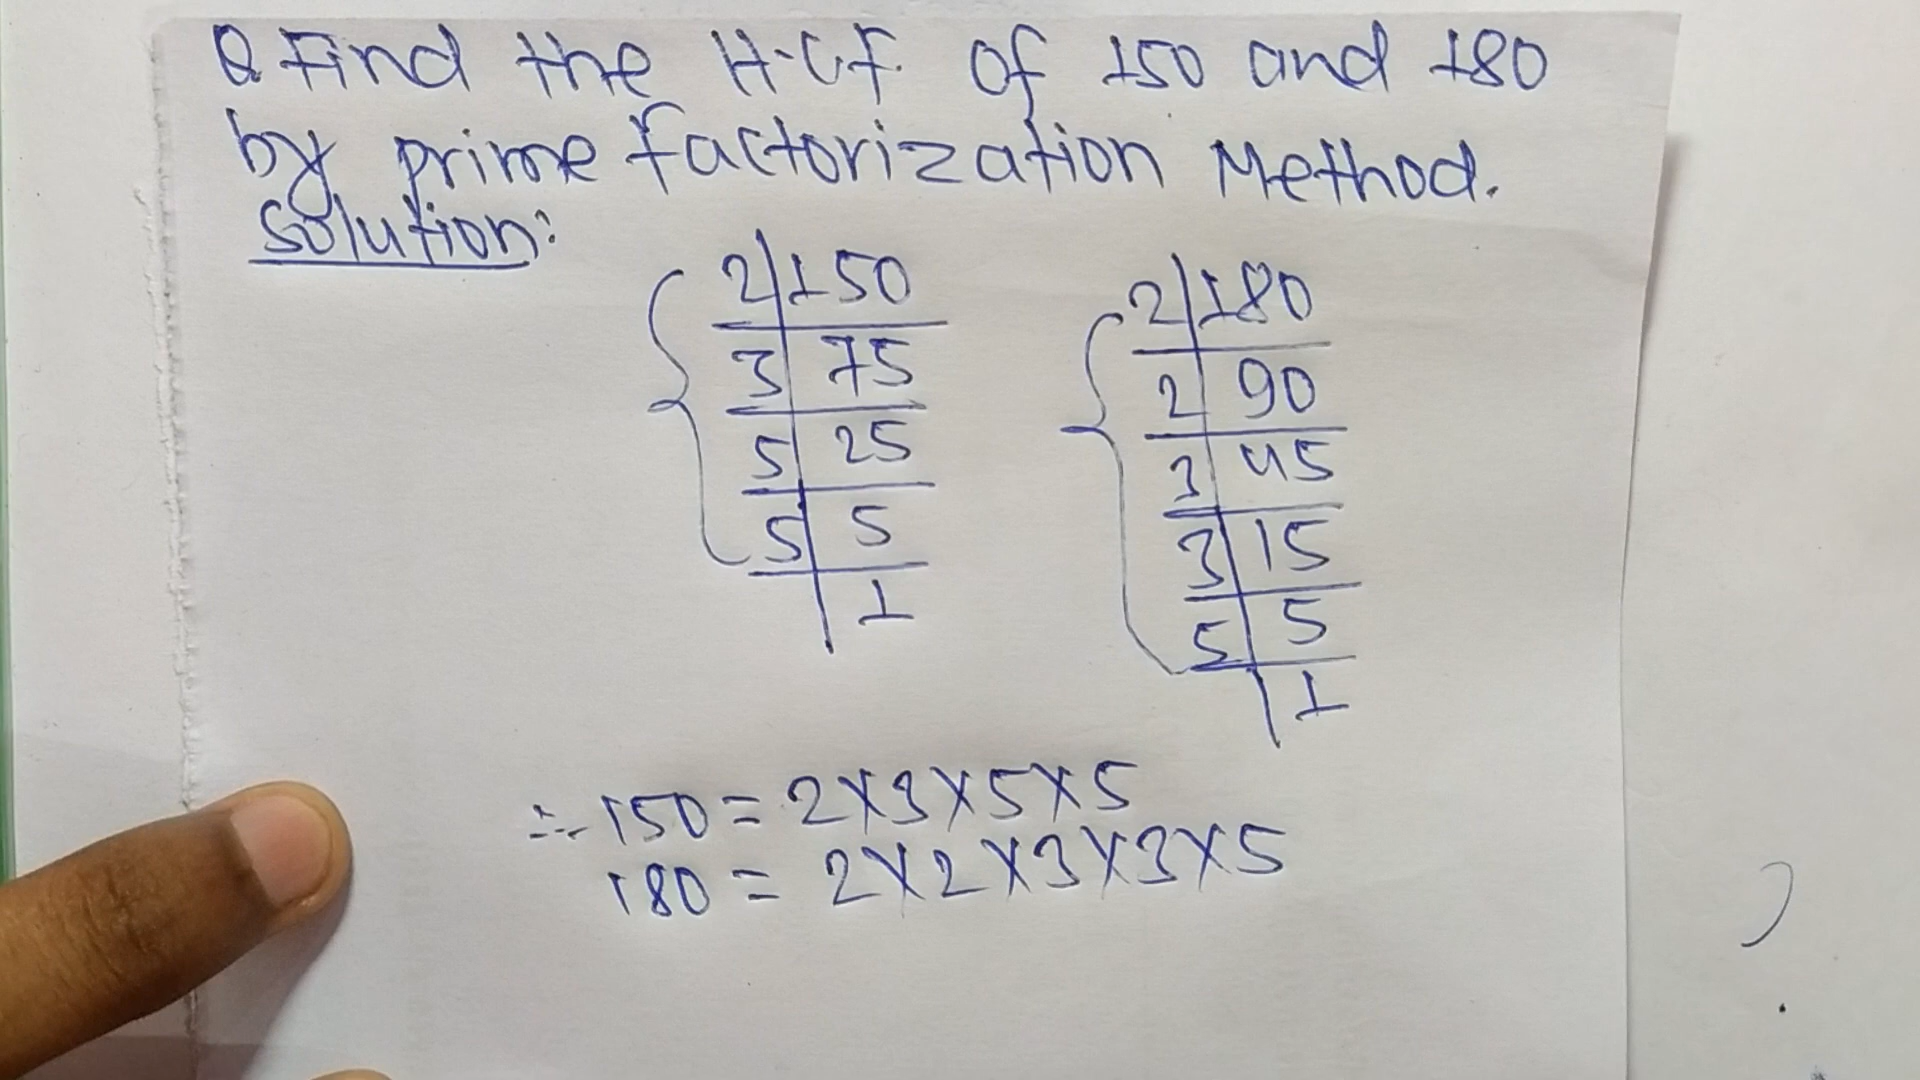 Q Find the H.C.F. of 150 and 180
by prime factorization Method.
Solution:
2 150
3 75
5 25
5 5
1
2 180
2 90
3 45
3 15
5 5
1
∴ 150 = 2×3×5×5
180 = 2×2×3×3×5